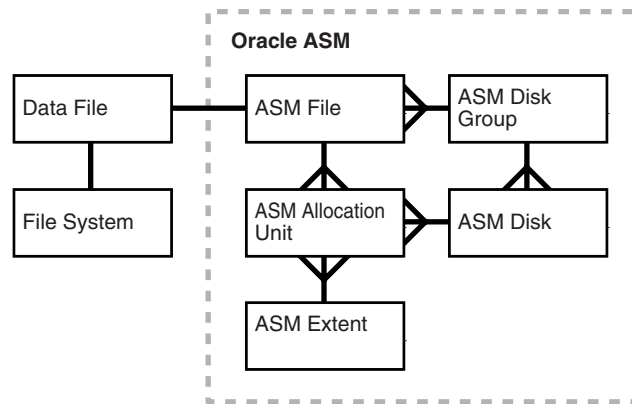 Oracle ASM
Data File
ASM File
ASM Disk
Group
File System
ASM Allocation
Unit
ASM Disk
ASM Extent